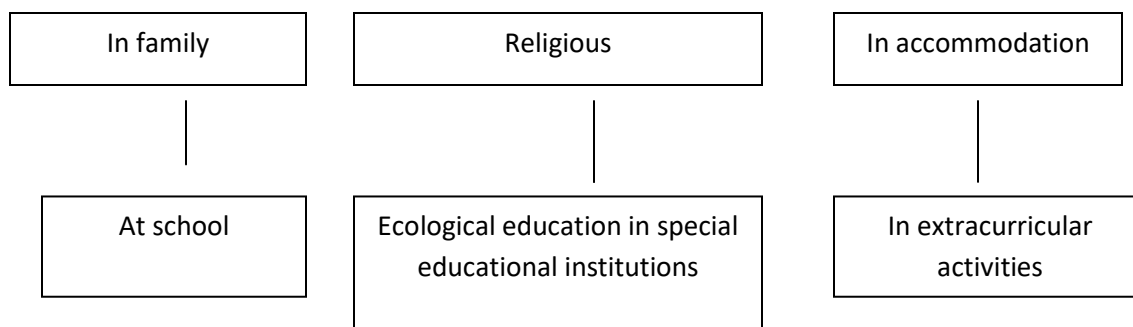 In family
Religious
In accommodation
At school
Ecological education in special
educational institutions
In extracurricular
activities